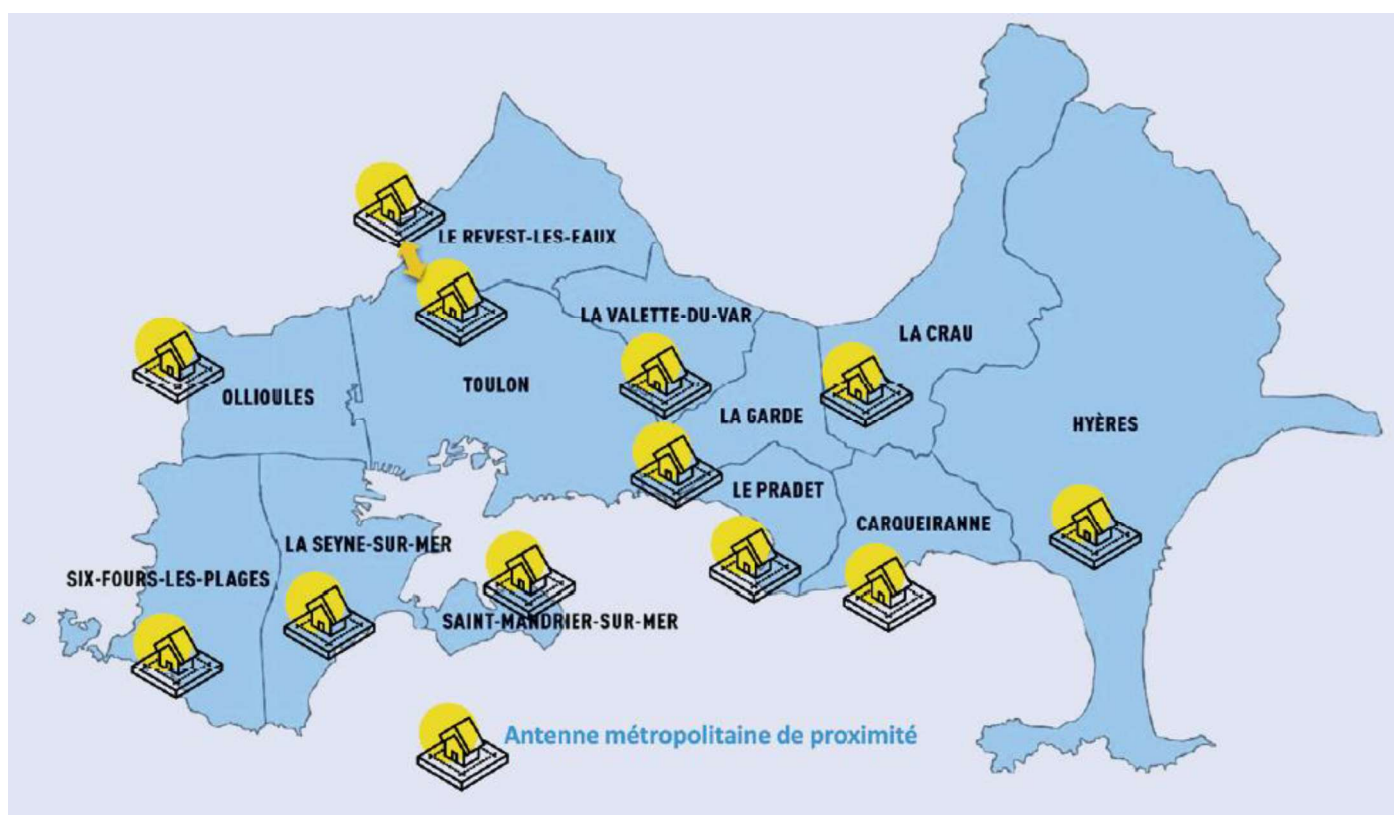 LE REVEST-LES-EAUX
LA VALETTE-DU-VAR
LA CRAU
TOULON
OLLIOULES
LA GARDE
HYÈRES
LE PRADET
CARQUEIRANNE
LA SEYNE-SUR-MER
SIX-FOURS-LES-PLAGES
SAINT-MANDRIER-SUR-MER
Antenne métropolitaine de proximité